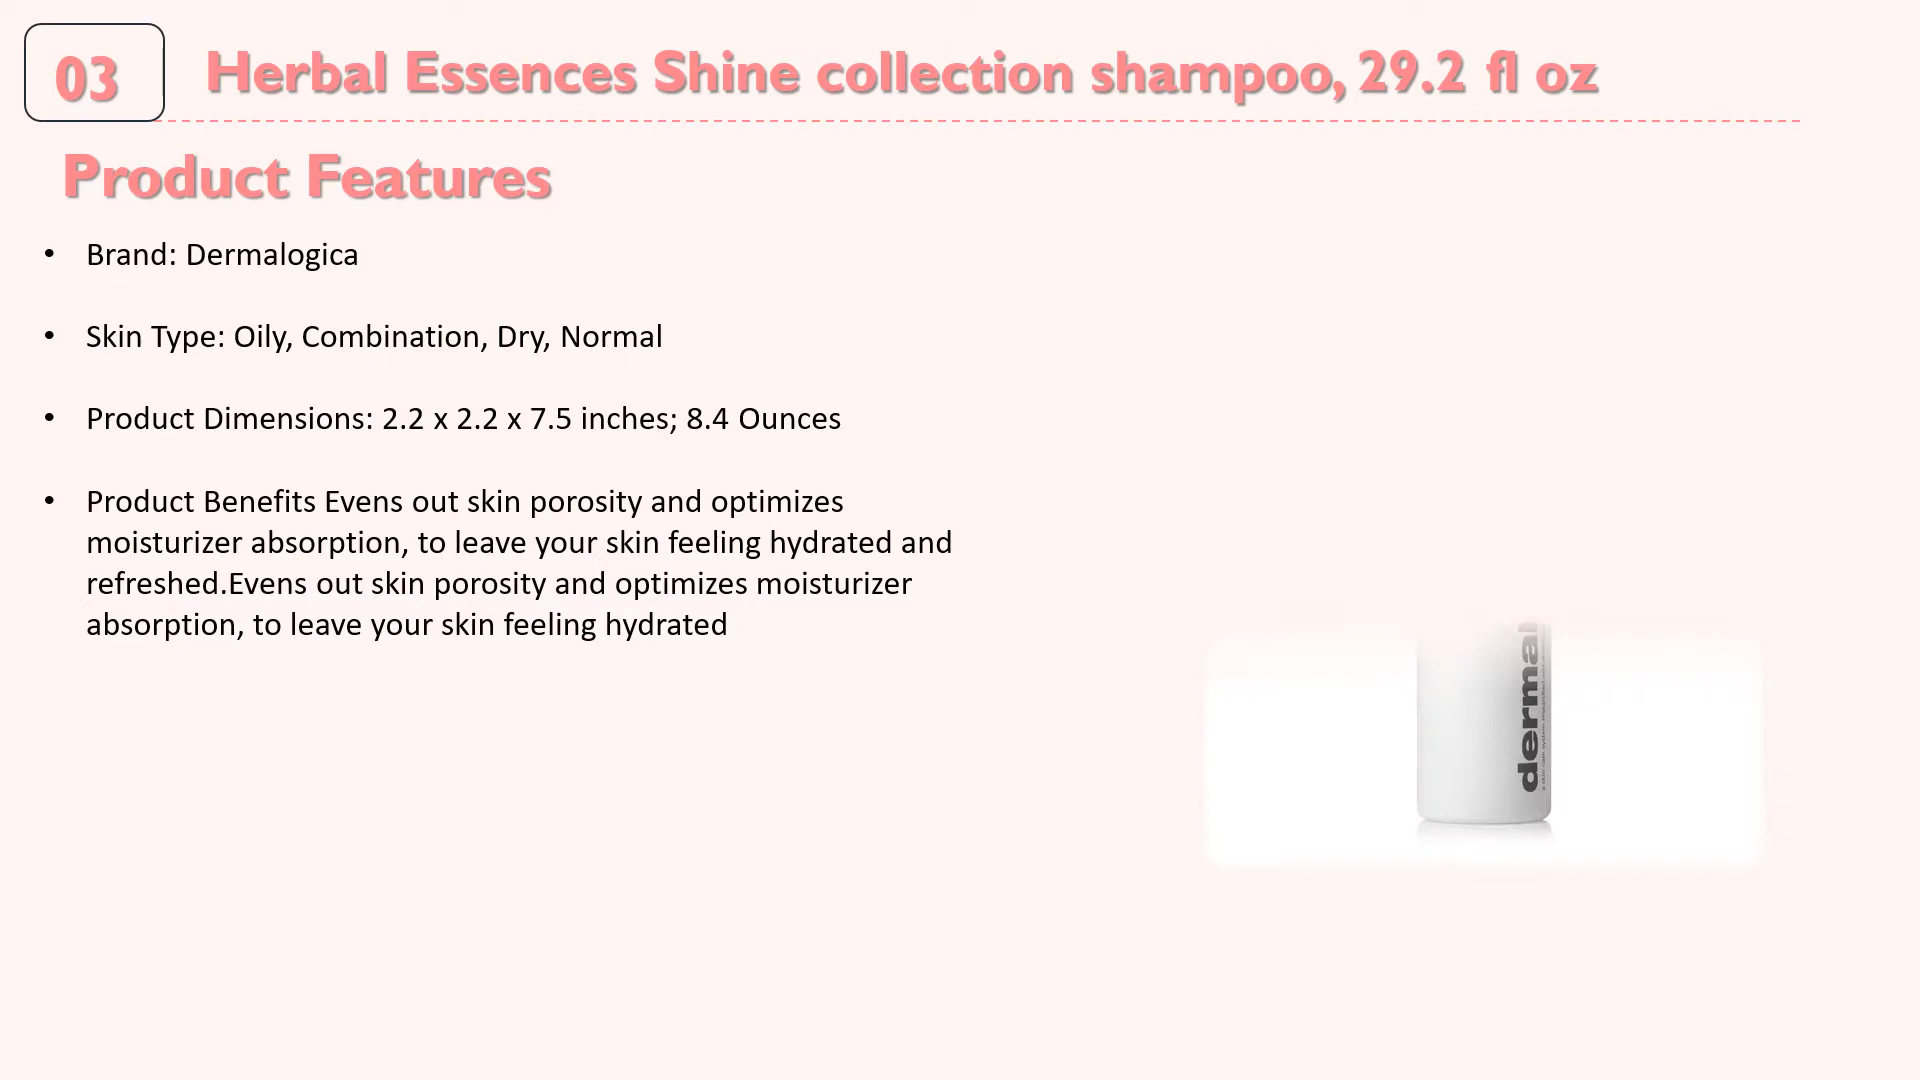 03
Herbal Essences Shine collection shampoo, 29.2 fl oz
Product Features
• Brand: Dermalogica
• Skin Type: Oily, Combination, Dry, Normal
• Product Dimensions: 2.2 x 2.2 x 7.5 inches; 8.4 Ounces
• Product Benefits Evens out skin porosity and optimizes
moisturizer absorption, to leave your skin feeling hydrated and
refreshed.Evens out skin porosity and optimizes moisturizer
absorption, to leave your skin feeling hydrated
dermal